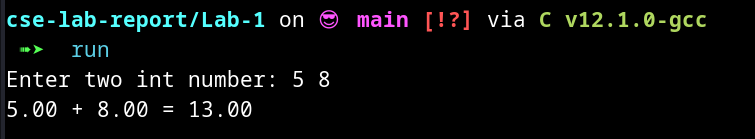 cse-lab-report/Lab-1 on 😎 main [!?] via C v12.1.0-gcc
➠➤ run
Enter two int number: 5 8
5.00 + 8.00 = 13.00